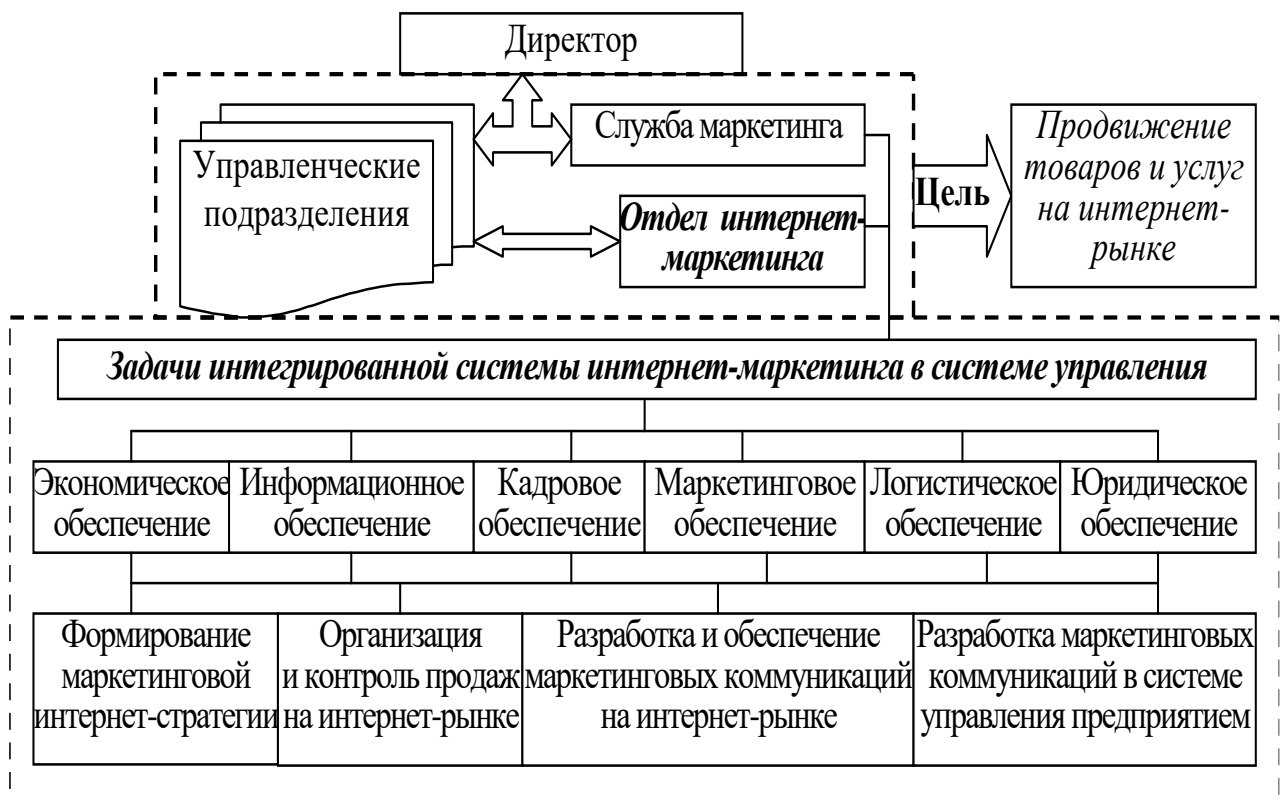 Директор
Управленческие
подразделения
Служба маркетинга
Отдел интернет-
маркетинга
Цель
Продвижение
товаров и услуг
на интернет-
рынке
Задачи интегрированной системы интернет-маркетинга в системе управления
Экономическое
обеспечение
Информационное
обеспечение
Кадровое
обеспечение
Маркетинговое
обеспечение
Логистическое
обеспечение
Юридическое
обеспечение
Формирование
маркетинговой
интернет-стратегии
Организация
и контроль продаж
на интернет-рынке
Разработка и обеспечение
маркетинговых коммуникаций
на интернет-рынке
Разработка маркетинговых
коммуникаций в системе
управления предприятием